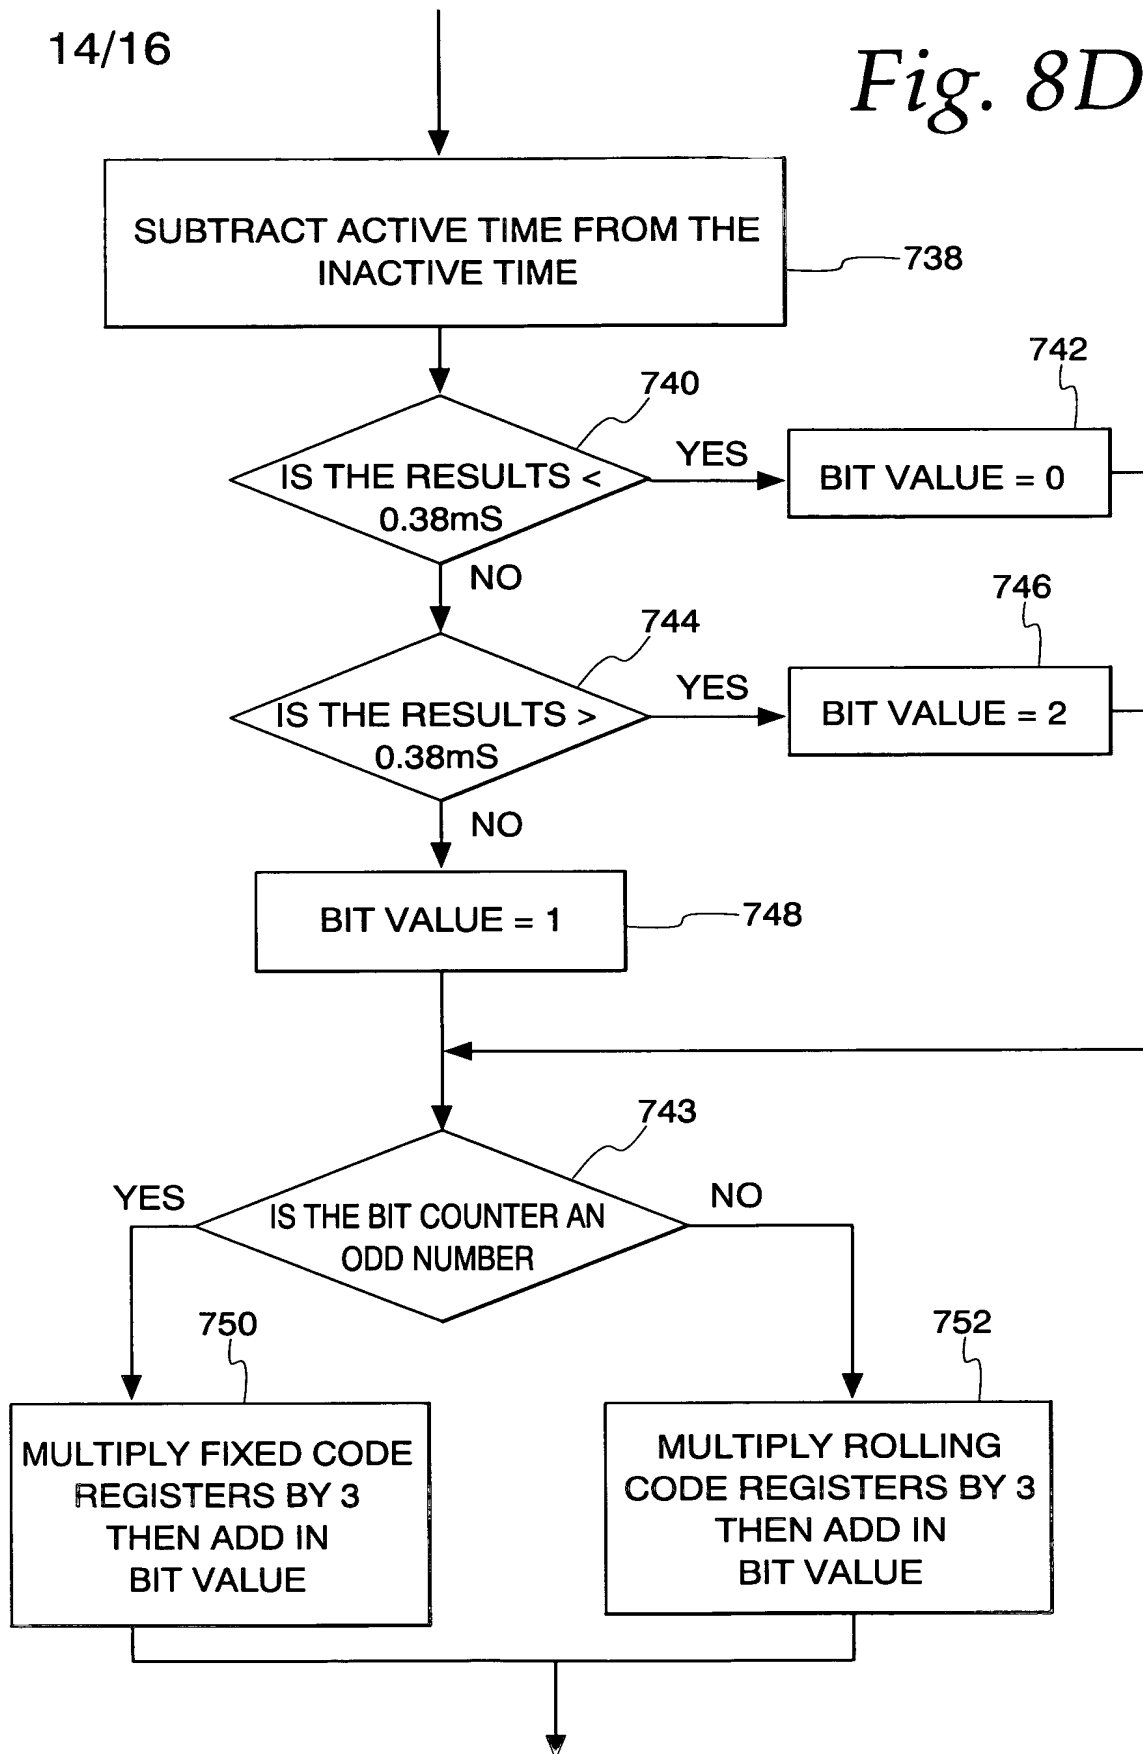 14/16
Fig. 8D
SUBTRACT ACTIVE TIME FROM THE
INACTIVE TIME
738
740
742
IS THE RESULTS <
0.38mS
YES
BIT VALUE = 0
NO
744
746
IS THE RESULTS >
0.38mS
YES
BIT VALUE = 2
NO
BIT VALUE = 1
748
743
YES
IS THE BIT COUNTER AN
ODD NUMBER
NO
750
752
MULTIPLY FIXED CODE
REGISTERS BY 3
THEN ADD IN
BIT VALUE
MULTIPLY ROLLING
CODE REGISTERS BY 3
THEN ADD IN
BIT VALUE